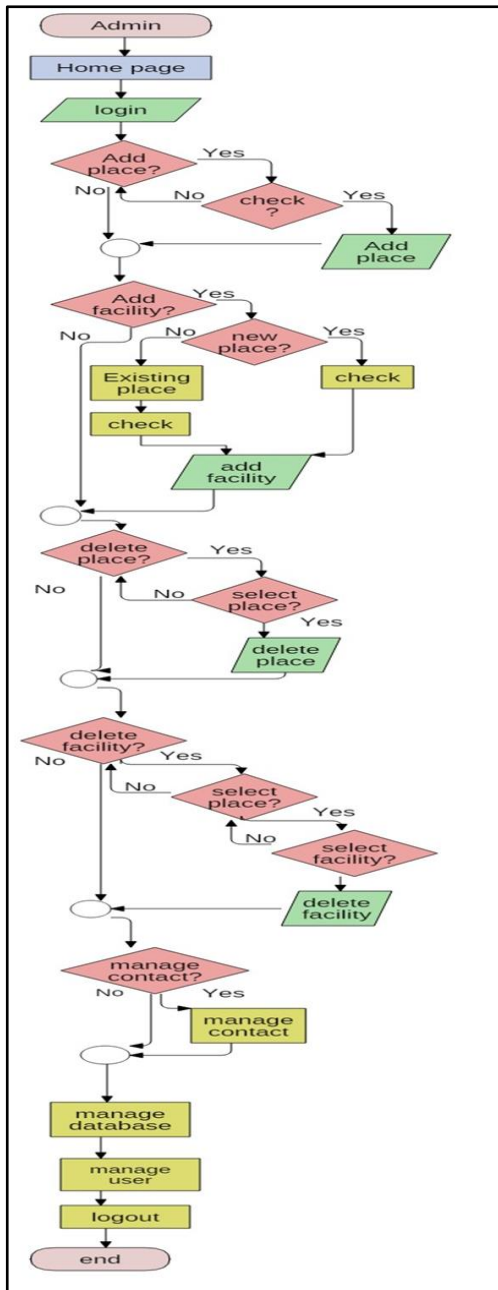 Admin
Home page
login
Add
place?
Yes
No
No
check
?
Yes
Add
place
Add
facility?
Yes
No
No
new
place?
Yes
Existing
place
check
check
add
facility
delete
place?
Yes
No
No
select
place?
Yes
delete
place
delete
facility?
No
Yes
No
select
place?
Yes
No
select
facility?
delete
facility
manage
contact?
No
Yes
manage
contact
manage
database
manage
user
logout
end